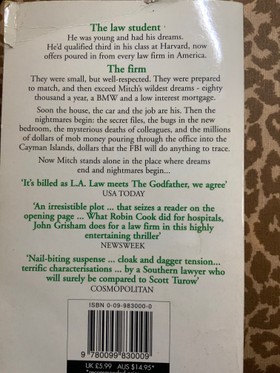 The law student
He was young and had his dreams.
He'd qualified third in his class at Harvard, now
offers poured in from every law firm in America.
The firm
They were small, but well-respected. They were prepared
to match, and then exceed Mitch's wildest dreams - eighty
thousand a year, a BMW and a low interest mortgage.
Soon the house, the car and the job are his. Then the
nightmares begin: the secret files, the bugs in the new
bedroom, the mysterious deaths of colleagues, and the millions
of dollars of mob money pouring through the office into the
Cayman Islands, dollars that the FBI will do anything to trace.
Now Mitch stands alone in the place where dreams
end and nightmares begin...
'It's billed as L.A. Law meets The Godfather, we agree'
USA TODAY
'An irresistible plot ... that seizes a reader on the
opening page ... What Robin Cook did for hospitals,
John Grisham does for a law firm in this highly
entertaining thriller'
NEWSWEEK
'Nail-biting suspense ... cloak and dagger tension...
terrific characterisations ... by a Southern lawyer who
will surely be compared to Scott Turow'
COSMOPOLITAN
ISBN 0-09-983000-0
9 780099 830009
UK £5.99 AUS $14.95*